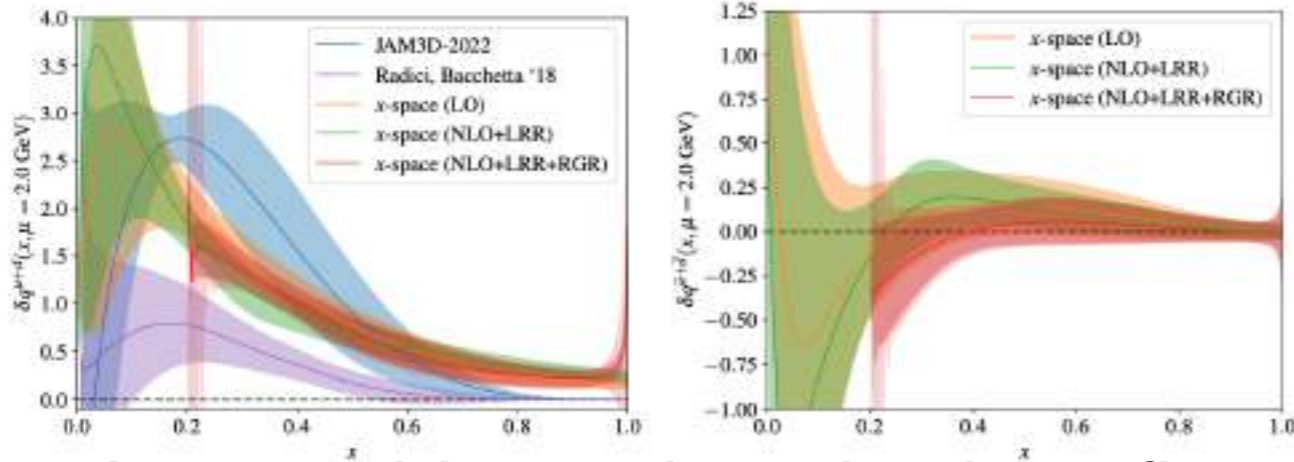 4.0
3.5
3.0
2.5
2.0
1.5
1.0
0.5
0.0
δq^{u+d}(x, μ = 2.0 GeV)
JAM3D-2022
Radici, Bacchetta '18
x-space (LO)
x-space (NLO+LRR)
x-space (NLO+LRR+RGR)
0.0 0.2 0.4 0.6 0.8 1.0
x
1.25
1.00
0.75
0.50
0.25
0.00
−0.25
−0.50
−0.75
−1.00
x-space (LO)
x-space (NLO+LRR)
x-space (NLO+LRR+RGR)
0.0 0.2 0.4 0.6 0.8 1.0
x